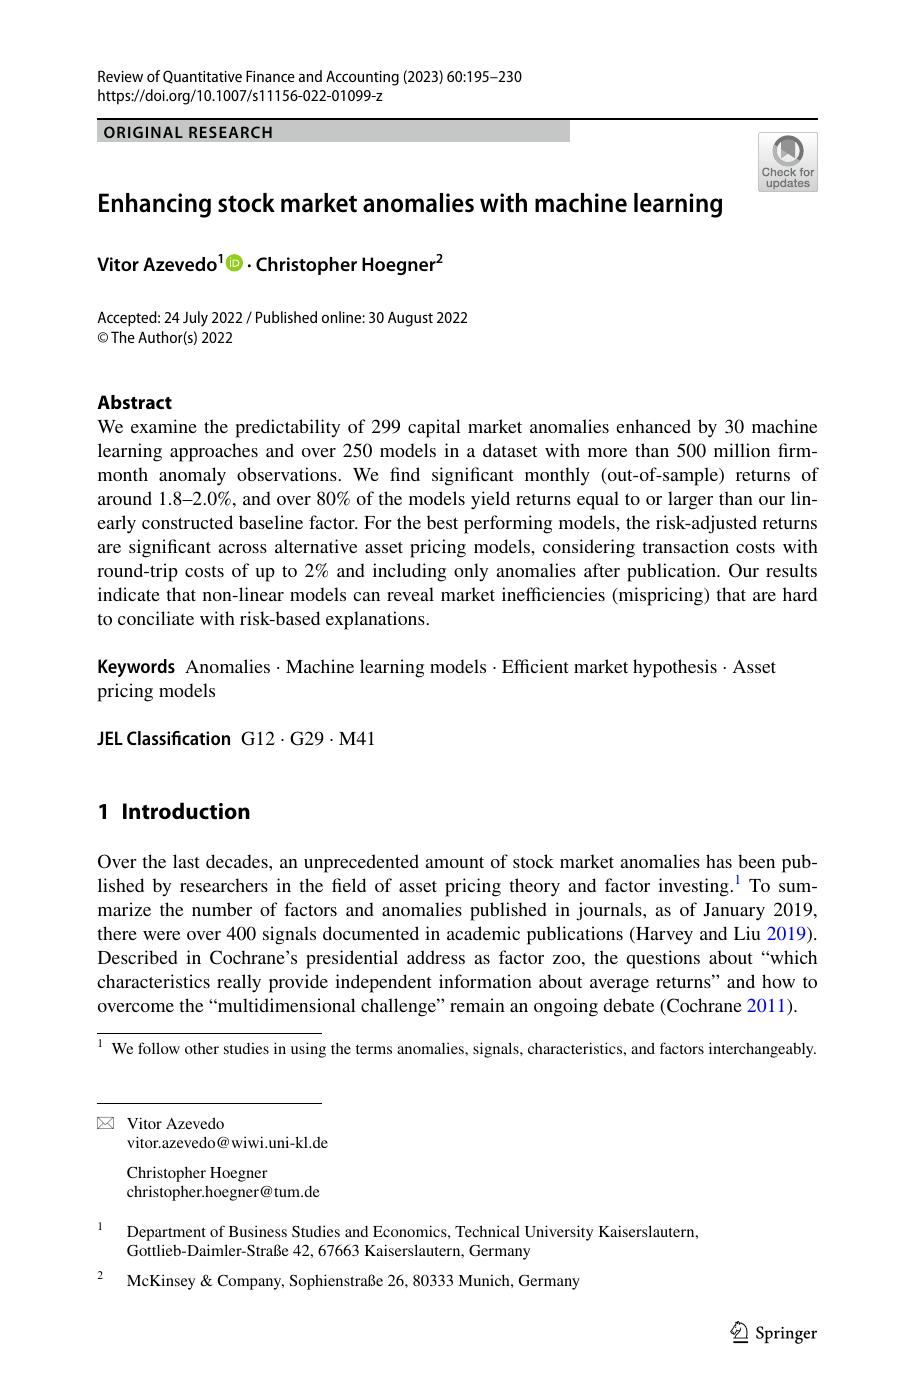 Review of Quantitative Finance and Accounting (2023) 60:195–230
https://doi.org/10.1007/s11156-022-01099-z
ORIGINAL RESEARCH
Check for
updates
Enhancing stock market anomalies with machine learning
Vitor Azevedo1 iD · Christopher Hoegner2
Accepted: 24 July 2022 / Published online: 30 August 2022
© The Author(s) 2022
Abstract
We examine the predictability of 299 capital market anomalies enhanced by 30 machine
learning approaches and over 250 models in a dataset with more than 500 million firm-
month anomaly observations. We find significant monthly (out-of-sample) returns of
around 1.8–2.0%, and over 80% of the models yield returns equal to or larger than our lin-
early constructed baseline factor. For the best performing models, the risk-adjusted returns
are significant across alternative asset pricing models, considering transaction costs with
round-trip costs of up to 2% and including only anomalies after publication. Our results
indicate that non-linear models can reveal market inefficiencies (mispricing) that are hard
to conciliate with risk-based explanations.
Keywords Anomalies · Machine learning models · Efficient market hypothesis · Asset
pricing models
JEL Classification G12 · G29 · M41
1 Introduction
Over the last decades, an unprecedented amount of stock market anomalies has been pub-
lished by researchers in the field of asset pricing theory and factor investing.1 To sum-
marize the number of factors and anomalies published in journals, as of January 2019,
there were over 400 signals documented in academic publications (Harvey and Liu 2019).
Described in Cochrane's presidential address as factor zoo, the questions about “which
characteristics really provide independent information about average returns” and how to
overcome the “multidimensional challenge” remain an ongoing debate (Cochrane 2011).
1 We follow other studies in using the terms anomalies, signals, characteristics, and factors interchangeably.
Vitor Azevedo
vitor.azevedo@wiwi.uni-kl.de
Christopher Hoegner
christopher.hoegner@tum.de
1 Department of Business Studies and Economics, Technical University Kaiserslautern,
Gottlieb-Daimler-Straße 42, 67663 Kaiserslautern, Germany
2 McKinsey & Company, Sophienstraße 26, 80333 Munich, Germany
Springer